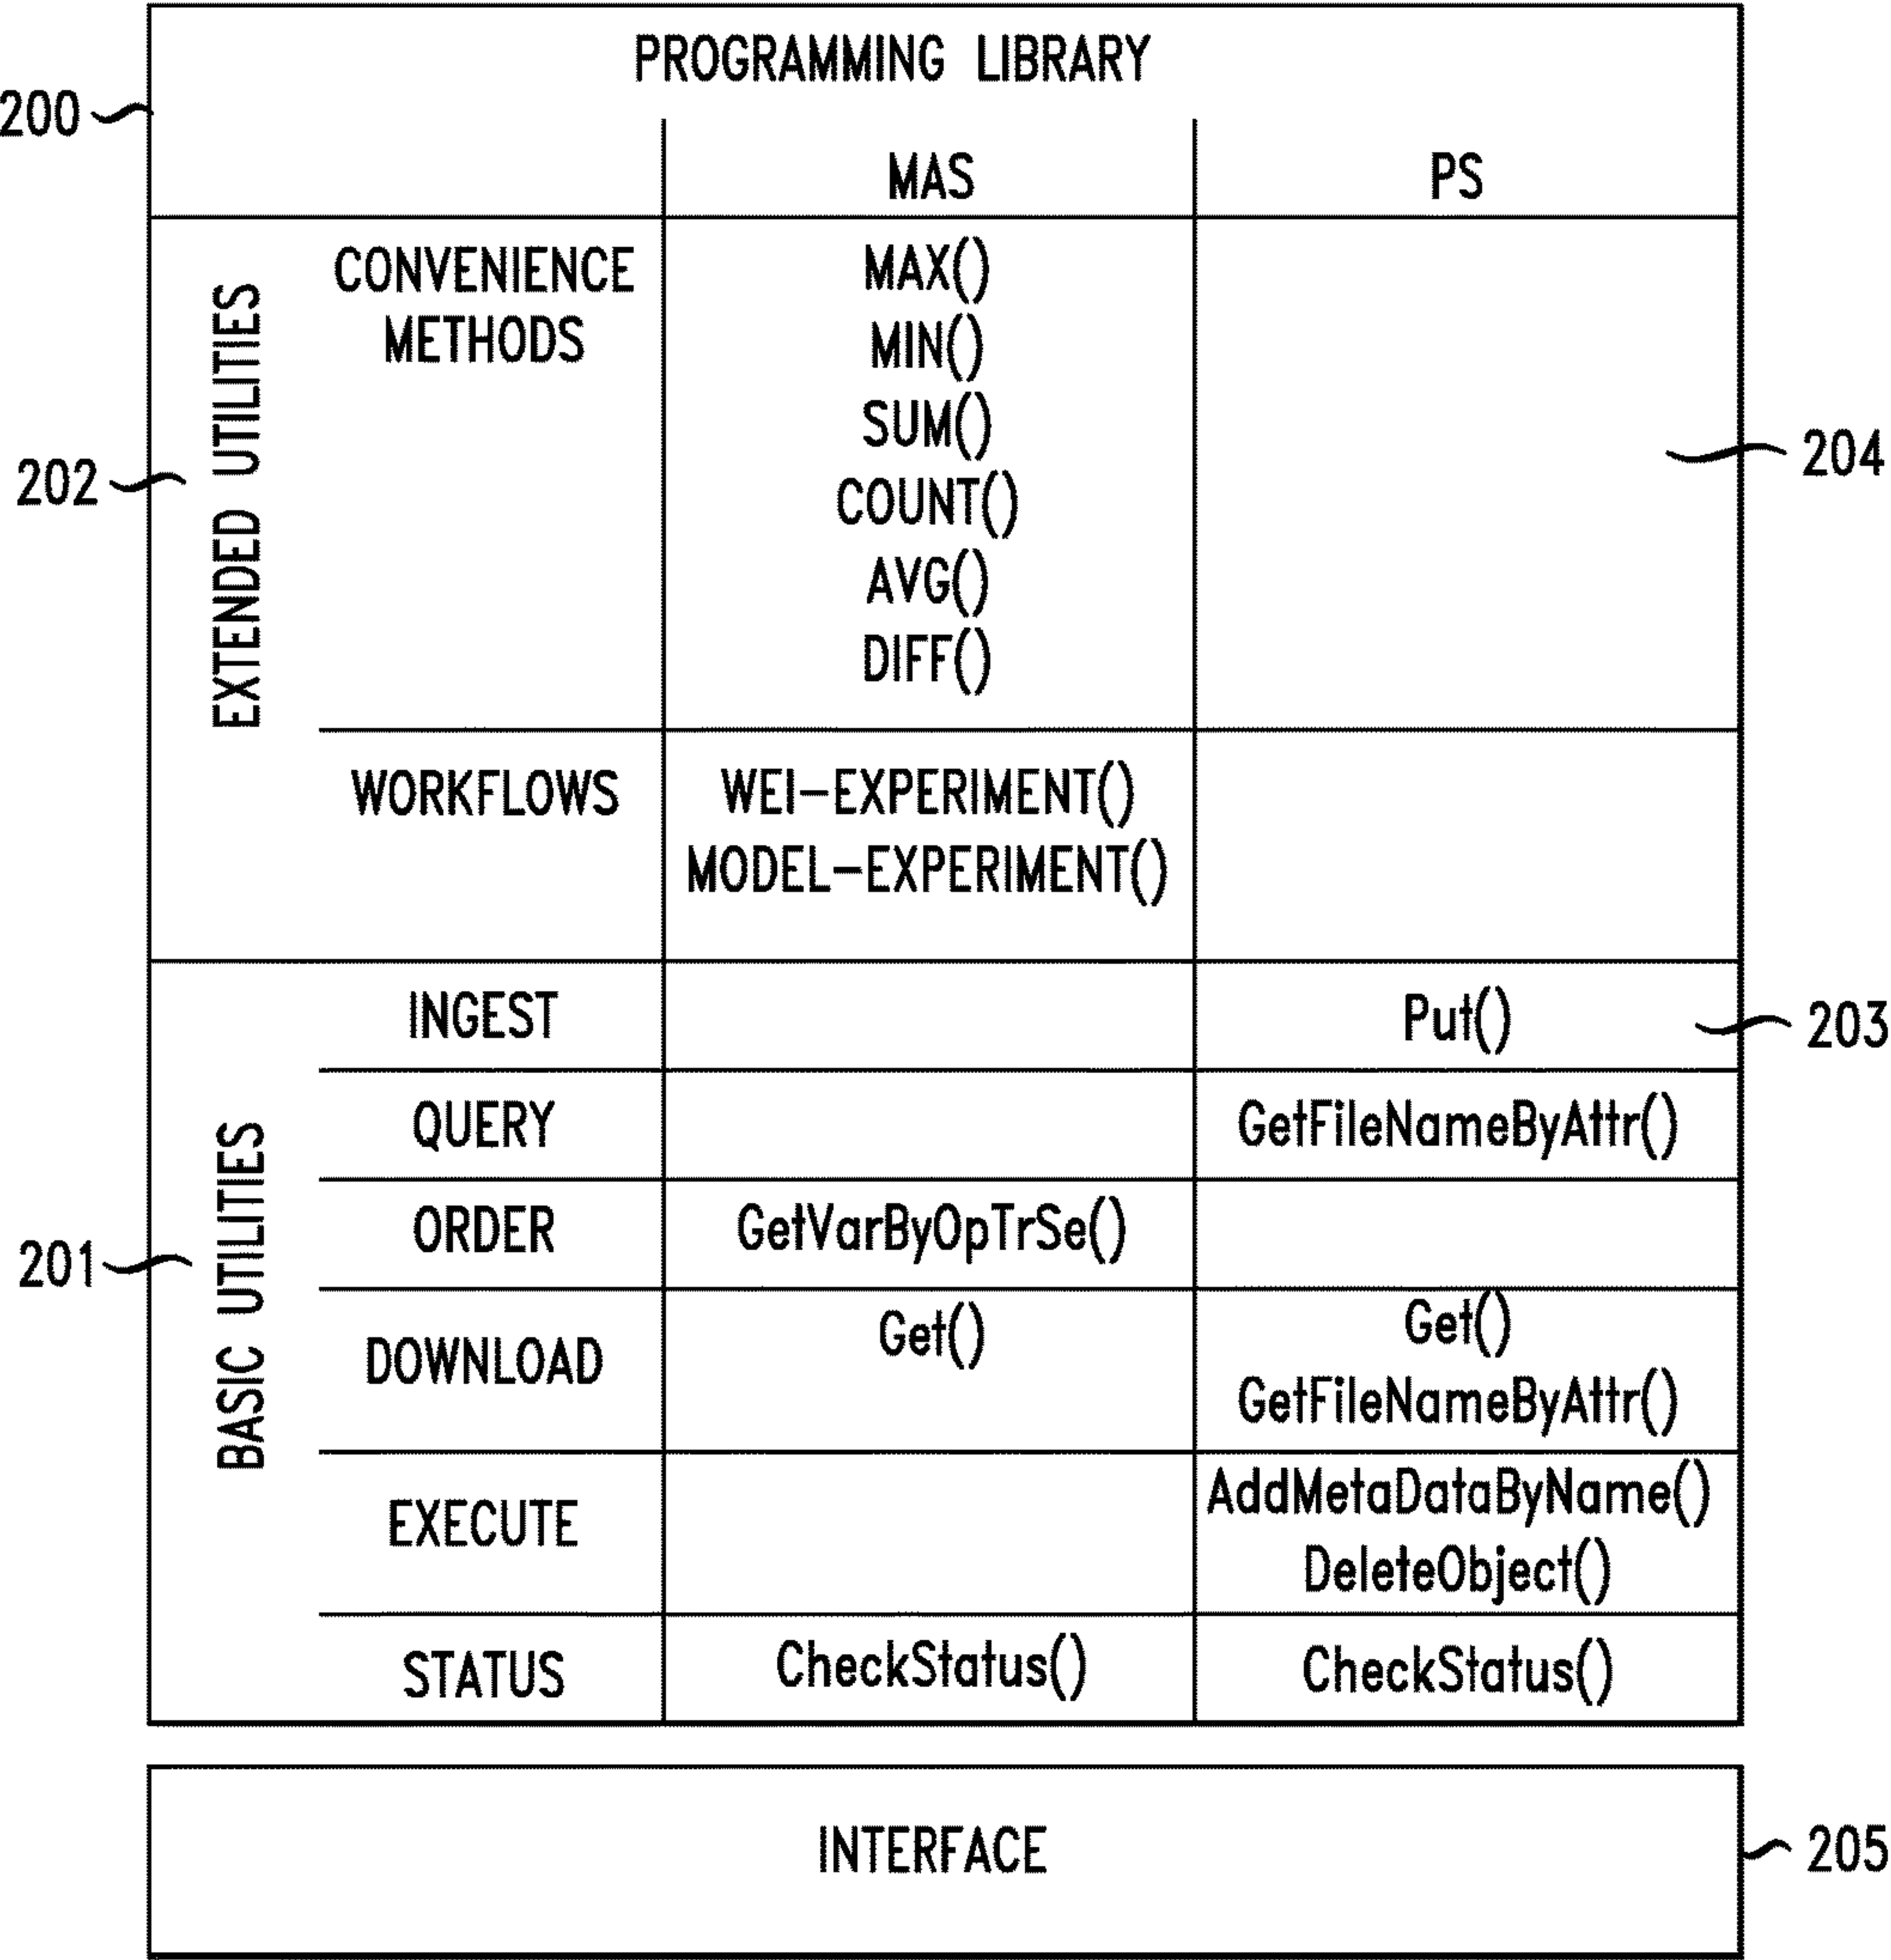 PROGRAMMING LIBRARY
200
MAS PS
EXTENDED UTILITIES
202
CONVENIENCE
METHODS
MAX()
MIN()
SUM()
COUNT()
AVG()
DIFF()
204
WORKFLOWS
WEI-EXPERIMENT()
MODEL-EXPERIMENT()
BASIC UTILITIES
201
INGEST Put() 203
QUERY GetFileNameByAttr()
ORDER GetVarByOpTrSe()
DOWNLOAD
Get() Get()
GetFileNameByAttr()
EXECUTE
AddMetaDataByName()
DeleteObject()
STATUS CheckStatus() CheckStatus()
INTERFACE 205